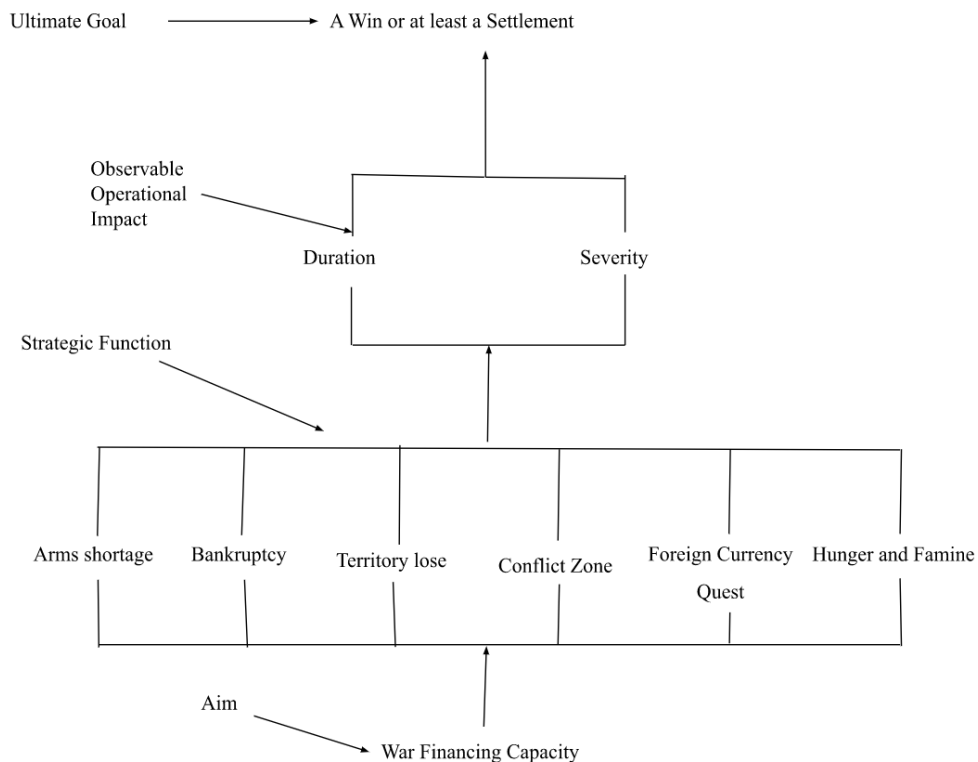 Ultimate Goal
A Win or at least a Settlement
Observable
Operational
Impact
Duration
Severity
Strategic Function
Arms shortage
Bankruptcy
Territory lose
Conflict Zone
Foreign Currency
Quest
Hunger and Famine
Aim
War Financing Capacity